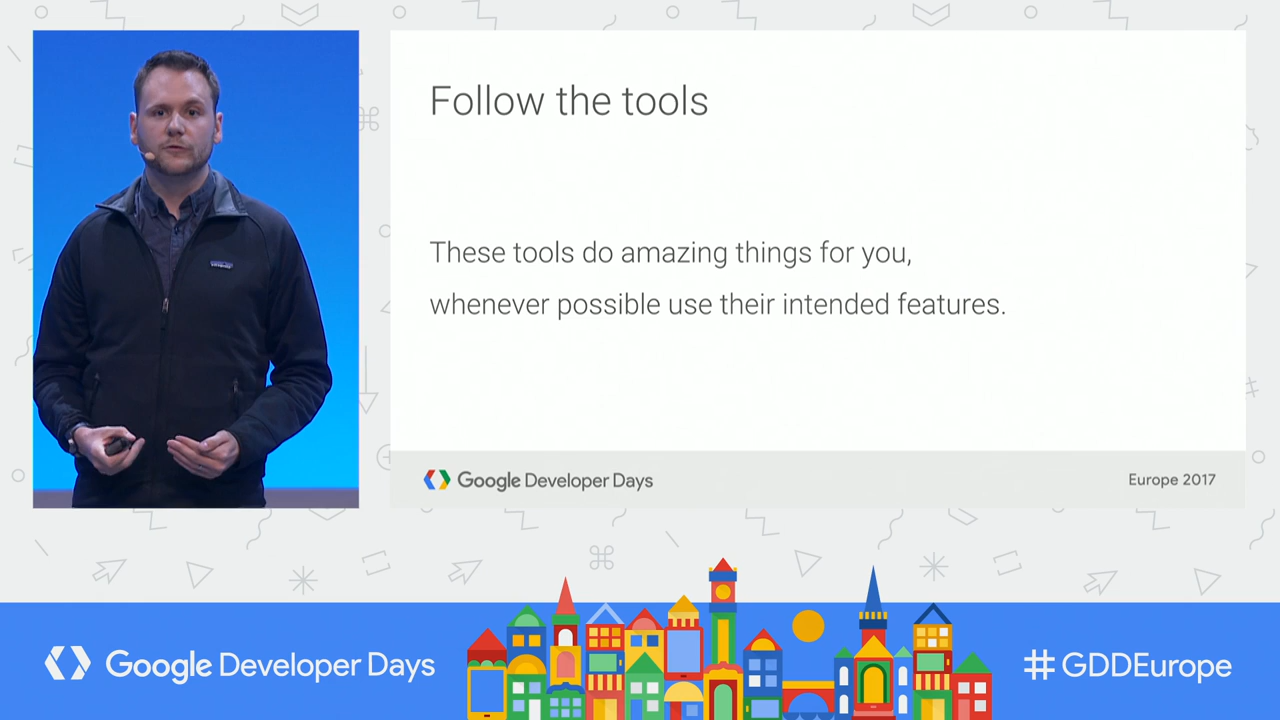 Follow the tools
These tools do amazing things for you,
whenever possible use their intended features.
Google Developer Days
Europe 2017
Google Developer Days
#GDDEurope